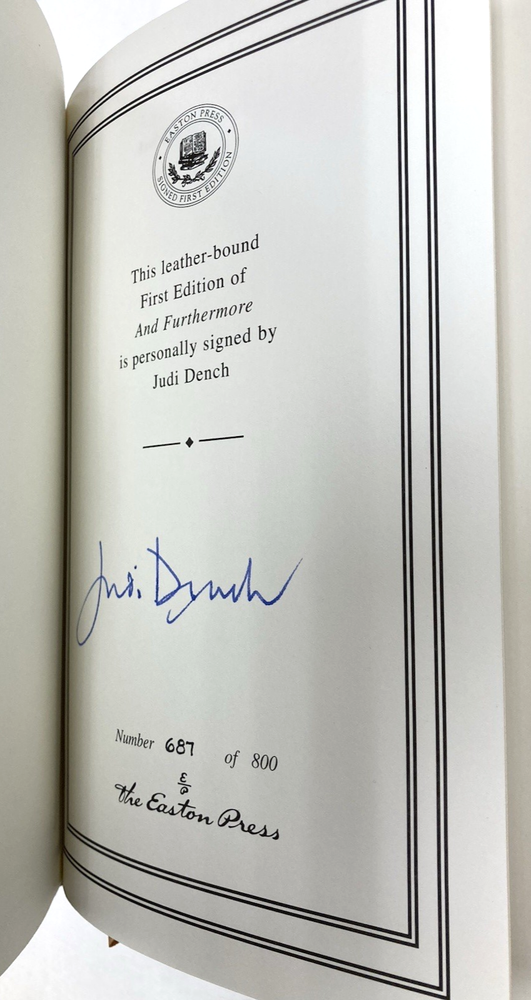 EASTON PRESS
SIGNED FIRST EDITION
This leather-bound
First Edition of
And Furthermore
is personally signed by
Judi Dench
Judi Dench
Number 687 of 800
E
P
The Easton Press